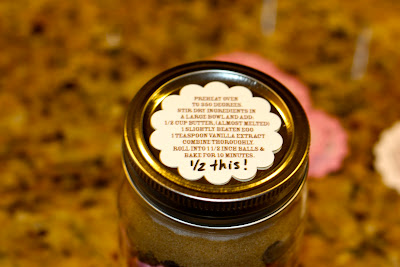 PREHEAT OVEN
TO 350 DEGREES.
STIR DRY INGREDIENTS IN
A LARGE BOWL AND ADD:
1/2 CUP BUTTER (ALMOST MELTED)
1 SLIGHTLY BEATEN EGG
1 TEASPOON VANILLA EXTRACT
COMBINE THOROUGHLY.
ROLL INTO 1 1/2 INCH BALLS &
BAKE FOR 10 MINUTES.
1/2 this!